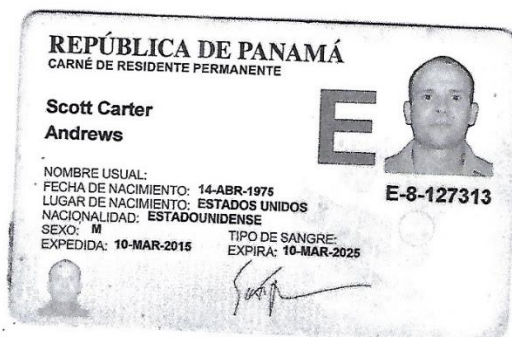 REPÚBLICA DE PANAMÁ
CARNÉ DE RESIDENTE PERMANENTE
Scott Carter
Andrews
E
E-8-127313
NOMBRE USUAL:
FECHA DE NACIMIENTO: 14-ABR-1975
LUGAR DE NACIMIENTO: ESTADOS UNIDOS
NACIONALIDAD: ESTADOUNIDENSE
SEXO: M TIPO DE SANGRE:
EXPEDIDA: 10-MAR-2015 EXPIRA: 10-MAR-2025